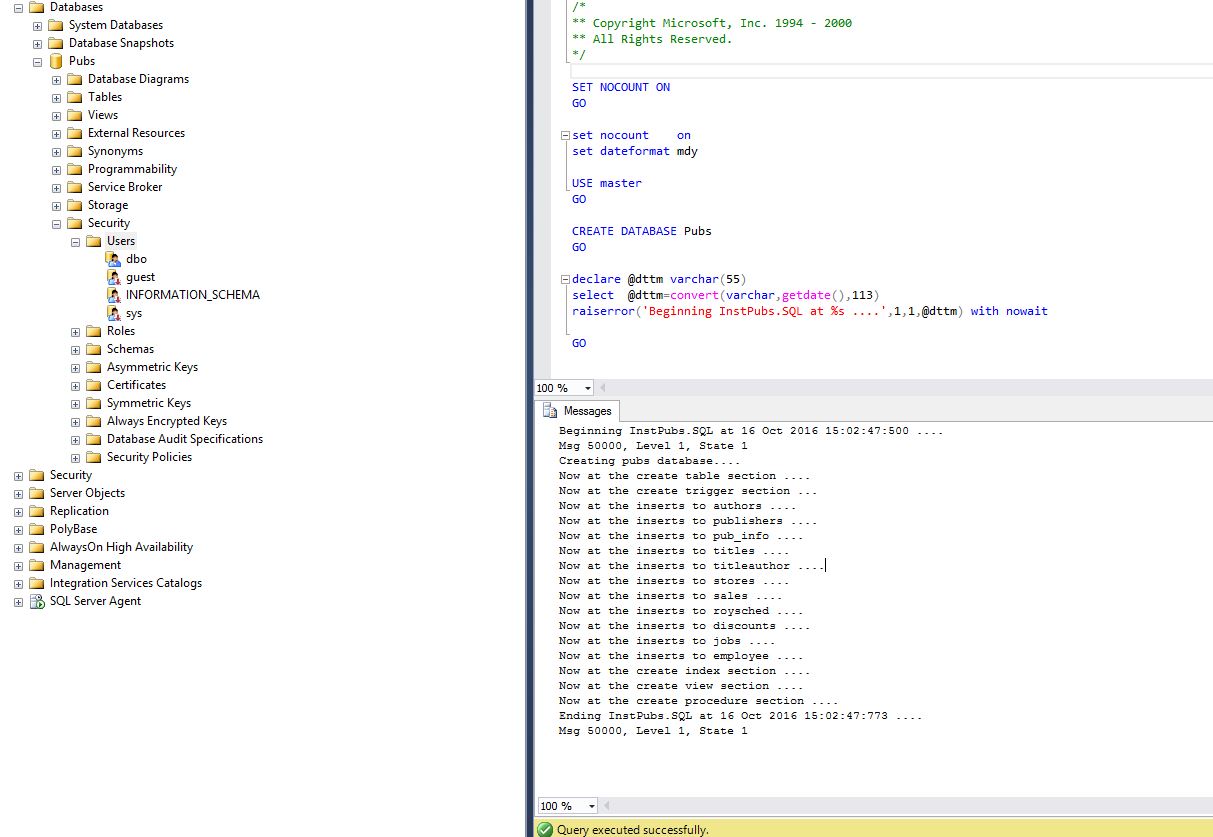 Databases
System Databases
Database Snapshots
Pubs
Database Diagrams
Tables
Views
External Resources
Synonyms
Programmability
Service Broker
Storage
Security
Users
dbo
guest
INFORMATION_SCHEMA
sys
Roles
Schemas
Asymmetric Keys
Certificates
Symmetric Keys
Always Encrypted Keys
Database Audit Specifications
Security Policies
Security
Server Objects
Replication
PolyBase
AlwaysOn High Availability
Management
Integration Services Catalogs
SQL Server Agent
/*
** Copyright Microsoft, Inc. 1994 - 2000
** All Rights Reserved.
*/
SET NOCOUNT ON
GO
set nocount    on
set dateformat mdy
USE master
GO
CREATE DATABASE Pubs
GO
declare @dttm varchar(55)
select  @dttm=convert(varchar,getdate(),113)
raiserror('Beginning InstPubs.SQL at %s ....',1,1,@dttm) with nowait
GO
100 %
Messages
Beginning InstPubs.SQL at 16 Oct 2016 15:02:47:500 ....
Msg 50000, Level 1, State 1
Creating pubs database....
Now at the create table section ....
Now at the create trigger section ...
Now at the inserts to authors ....
Now at the inserts to publishers ....
Now at the inserts to pub_info ....
Now at the inserts to titles ....
Now at the inserts to titleauthor ....
Now at the inserts to stores ....
Now at the inserts to sales ....
Now at the inserts to roysched ....
Now at the inserts to discounts ....
Now at the inserts to jobs ....
Now at the inserts to employee ....
Now at the create index section ....
Now at the create view section ....
Now at the create procedure section ....
Ending InstPubs.SQL at 16 Oct 2016 15:02:47:773 ....
Msg 50000, Level 1, State 1
100 %
Query executed successfully.